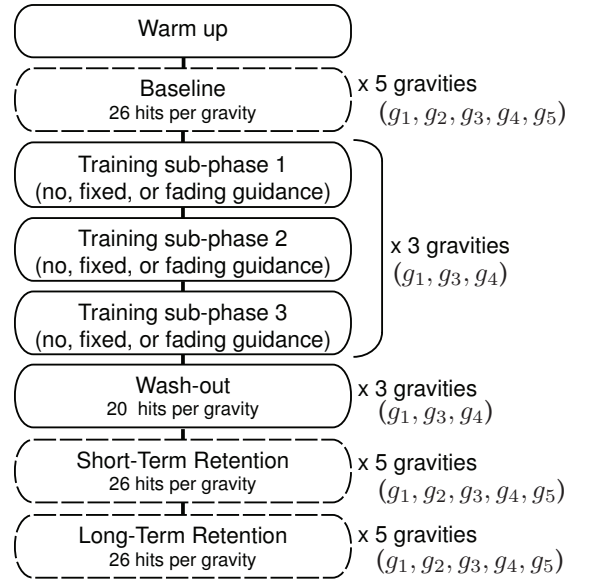 Warm up
Baseline
26 hits per gravity
x 5 gravities
(g₁, g₂, g₃, g₄, g₅)
Training sub-phase 1
(no, fixed, or fading guidance)
Training sub-phase 2
(no, fixed, or fading guidance)
Training sub-phase 3
(no, fixed, or fading guidance)
x 3 gravities
(g₁, g₃, g₄)
Wash-out
20 hits per gravity
x 3 gravities
(g₁, g₃, g₄)
Short-Term Retention
26 hits per gravity
x 5 gravities
(g₁, g₂, g₃, g₄, g₅)
Long-Term Retention
26 hits per gravity
x 5 gravities
(g₁, g₂, g₃, g₄, g₅)